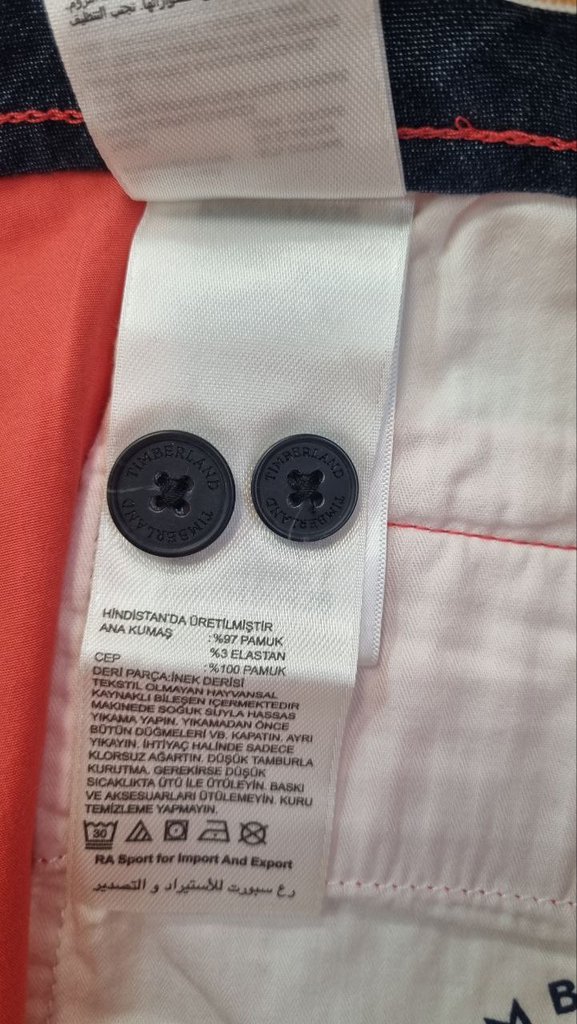 نجب التنظيف
TIMBERLAND TIMBERLAND
TIMBERLAND TIMBERLAND
HİNDİSTAN'DA ÜRETİLMİŞTİR
ANA KUMAŞ :%97 PAMUK
%3 ELASTAN
CEP :%100 PAMUK
DERİ PARÇA:İNEK DERİSİ
TEKSTİL OLMAYAN HAYVANSAL
KAYNAKLI BİLEŞEN İÇERMEKTEDİR
MAKİNEDE SOĞUK SUYLA HASSAS
YIKAMA YAPIN. YIKAMADAN ÖNCE
BÜTÜN DÜĞMELERİ VB. KAPATIN. AYRI
YIKAYIN. İHTİYAÇ HALİNDE SADECE
KLORSUZ AĞARTIN. DÜŞÜK TAMBURLA
KURUTMA. GEREKİRSE DÜŞÜK
SICAKLIKTA ÜTÜ İLE ÜTÜLEYİN. BASKI
VE AKSESUARLARI ÜTÜLEMEYİN. KURU
TEMİZLEME YAPMAYIN.
30
RA Sport for Import And Export
رع سبورت للأستيراد و التصدير
M B